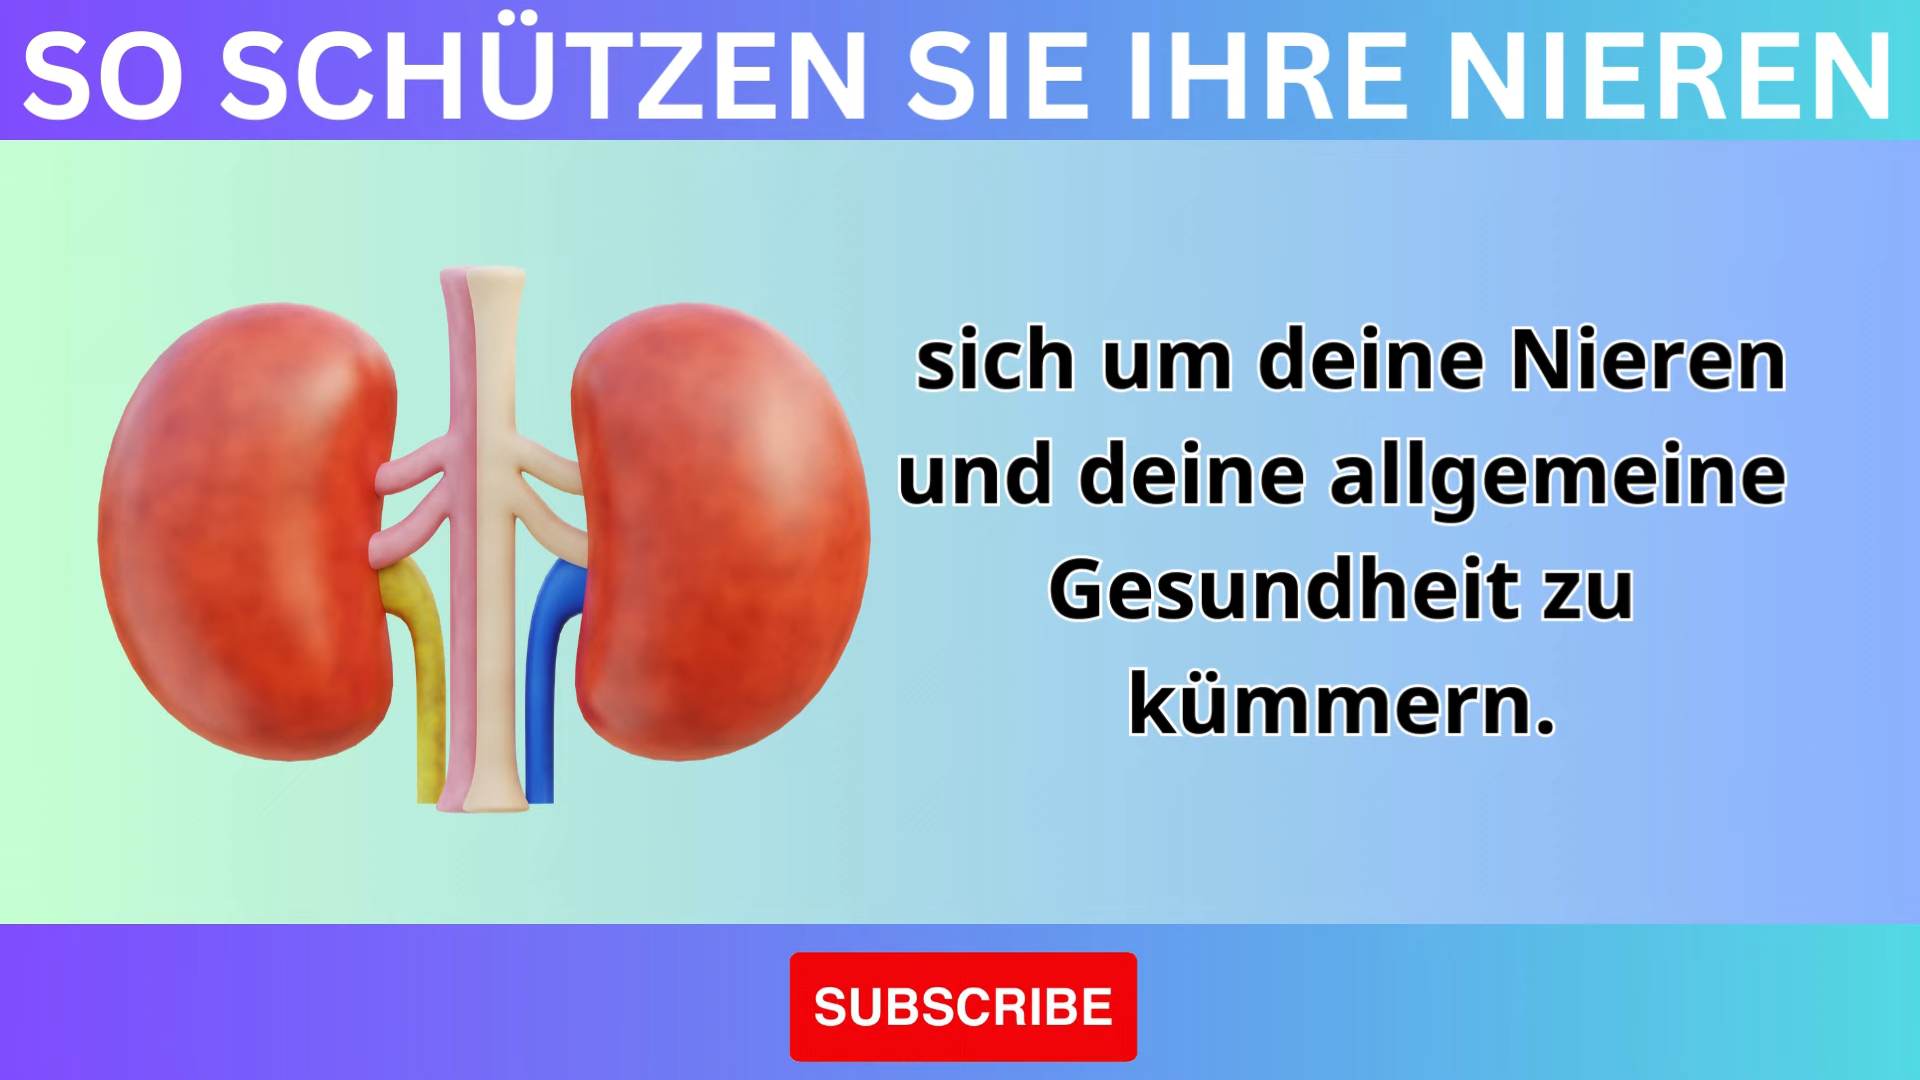 SO SCHÜTZEN SIE IHRE NIEREN
sich um deine Nieren
und deine allgemeine
Gesundheit zu
kümmern.
SUBSCRIBE